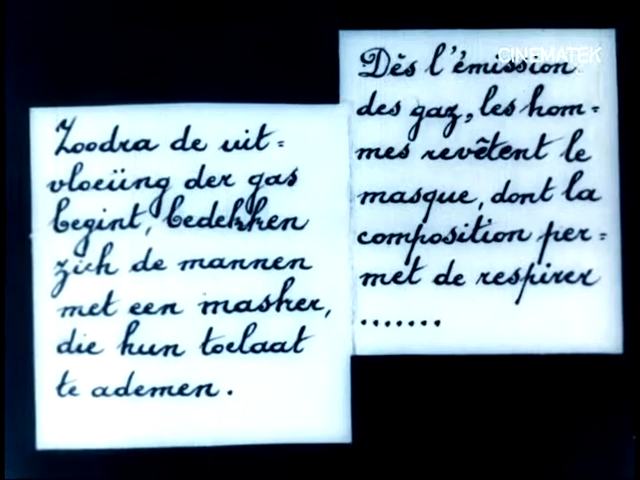 Zoodra de uit=
vloeiïng der gas
begint, bedekken
zich de mannen
met een masker,
die hun toelaat
te ademen.
CINEMATEK
Dès l'émission
des gaz, les hom=
mes revêtent le
masque, dont la
composition per=
met de respirer
.......